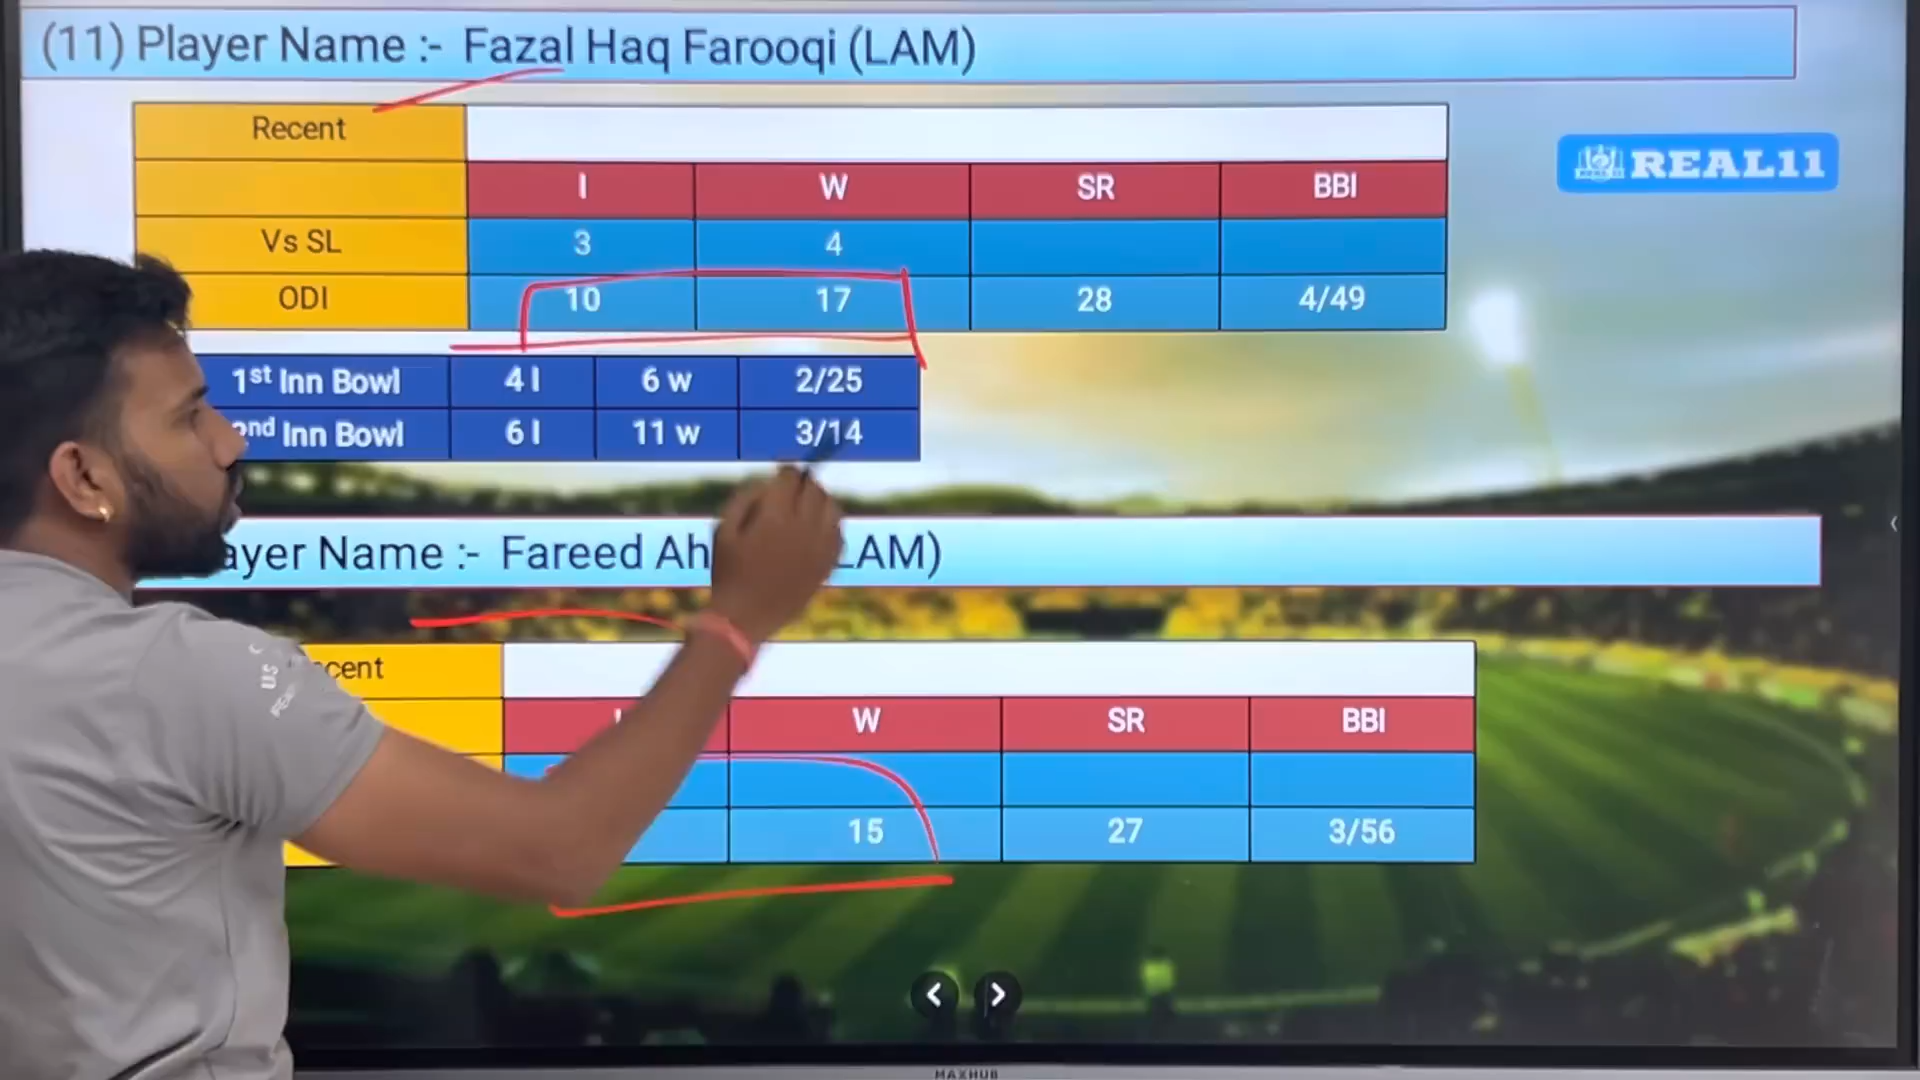 (11) Player Name :- Fazal Haq Farooqi (LAM)
Recent
REAL11
I W SR BBI
Vs SL 3 4
ODI 10 17 28 4/49
1st Inn Bowl 4 I 6 w 2/25
Inn Bowl 6 I 11 w 3/14
ayer Name :- Fareed Ah LAM)
cent
W SR BBI
15 27 3/56
US
MAXHUB